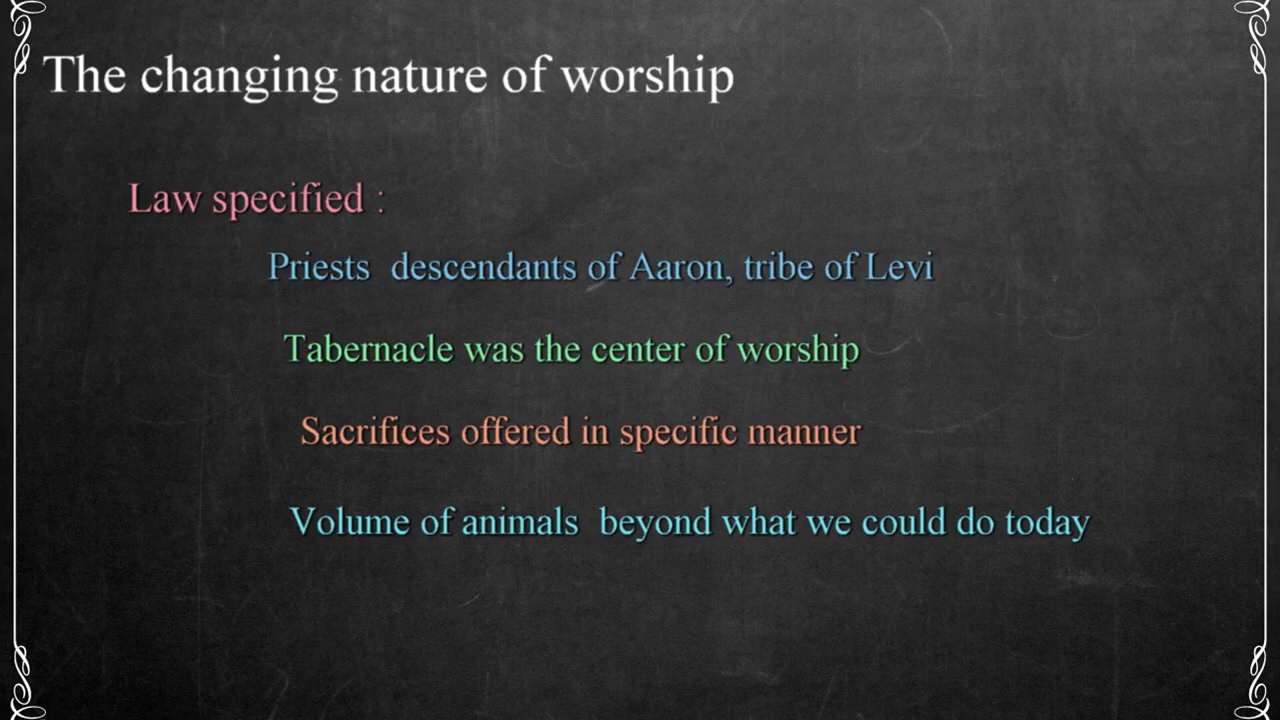 The changing nature of worship
Law specified :
Priests  descendants of Aaron, tribe of Levi
Tabernacle was the center of worship
Sacrifices offered in specific manner
Volume of animals  beyond what we could do today